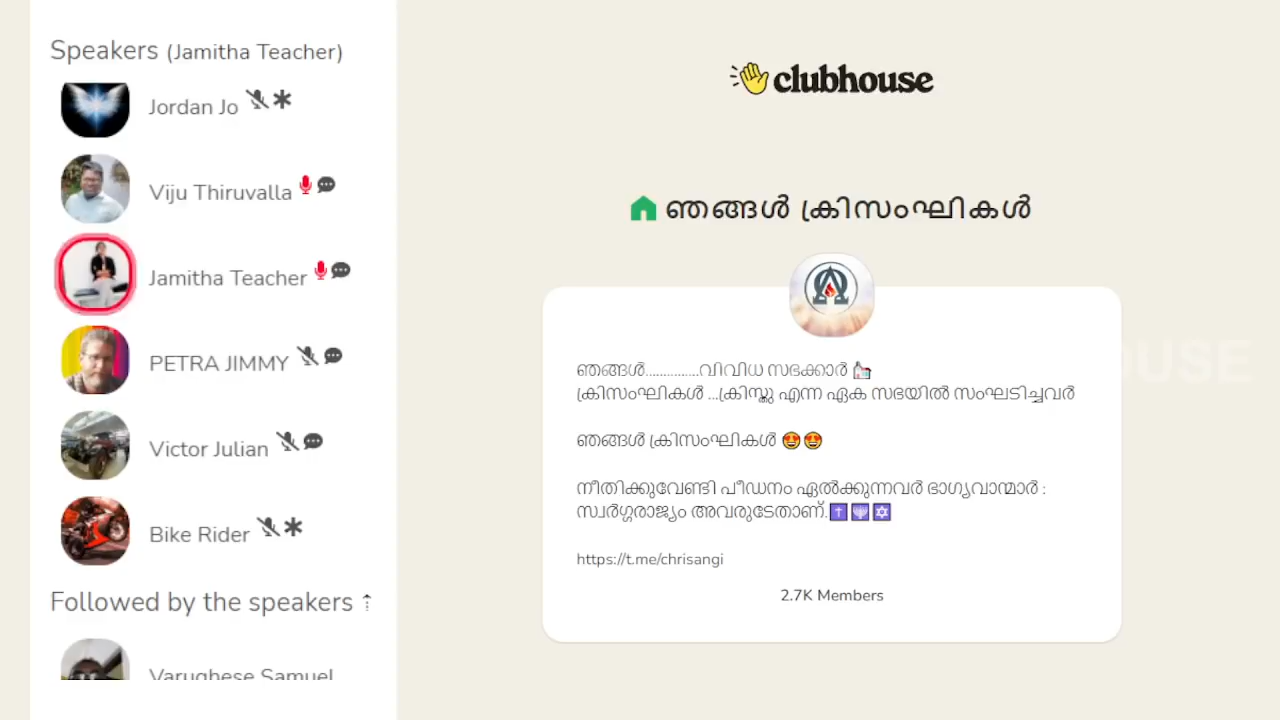 Speakers (Jamitha Teacher)
Jordan Jo
Viju Thiruvalla
Jamitha Teacher
PETRA JIMMY
Victor Julian
Bike Rider
Followed by the speakers
Varughese Samuel
clubhouse
ഞങ്ങൾ ക്രിസംഘികൾ
ഞങ്ങൾ...............വിവിധ സഭക്കാർ
ക്രിസംഘികൾ ...ക്രിസ്തു എന്ന ഏക സഭയിൽ സംഘടിച്ചവർ
ഞങ്ങൾ ക്രിസംഘികൾ 🤩🤩
നീതിക്കുവേണ്ടി പീഡനം ഏൽക്കുന്നവർ ഭാഗ്യവാന്മാർ :
സ്വർഗ്ഗരാജ്യം അവരുടേതാണ്.✝️🕎✡️
https://t.me/chrisangi
2.7K Members